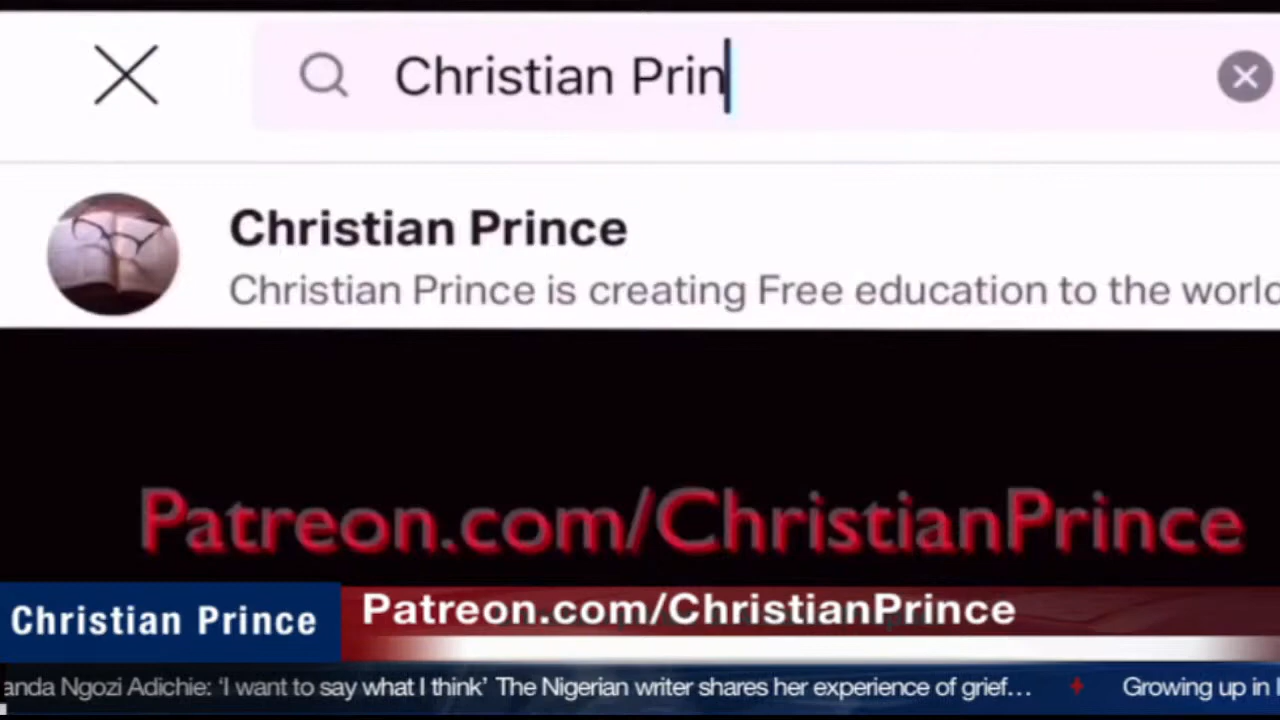 Christian Prin
Christian Prince
Christian Prince is creating Free education to the world
Patreon.com/ChristianPrince
Christian Prince
Patreon.com/ChristianPrince
anda Ngozi Adichie: ‘I want to say what I think’ The Nigerian writer shares her experience of grief… Growing up in